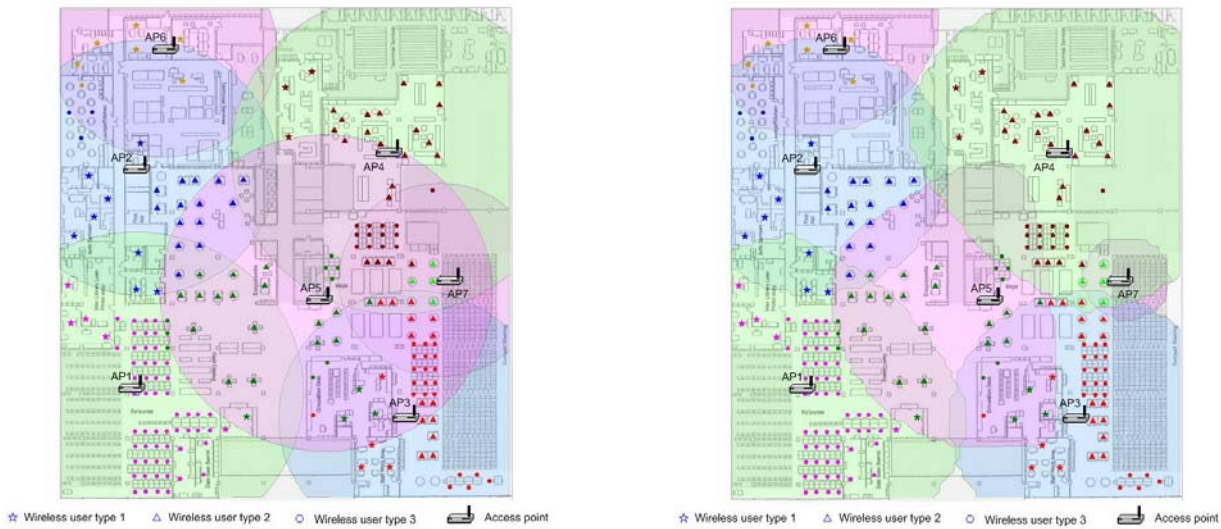 AP6
AP2
AP4
AP5
AP7
AP1
AP3
Wireless user type 1
Wireless user type 2
Wireless user type 3
Access point
AP6
AP2
AP4
AP5
AP7
AP1
AP3
Wireless user type 1
Wireless user type 2
Wireless user type 3
Access point